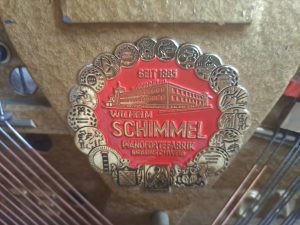 SEIT 1885
WILHELM
SCHIMMEL
PIANOFORTEFABRIK
BRAUNSCHWEIG